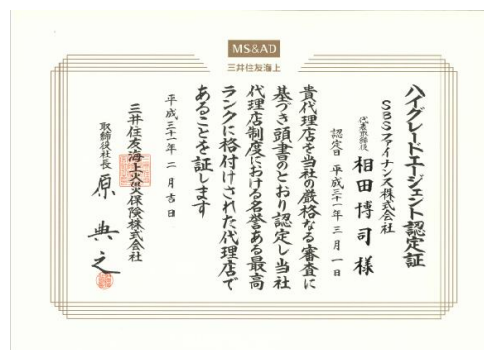 MS&AD
三井住友海上
ハイグレードエージェント認定証
SBSファイナンス株式会社
代表取締役 相田博司様
認定日 平成三十一年三月一日
貴代理店を当社の厳格なる審査に
基づき頭書のとおり認定し当社
代理店制度における名誉ある最高
ランクに格付けされた代理店で
あることを証します
平成三十一年二月吉日
三井住友海上火災保険株式会社
取締役社長 原典之